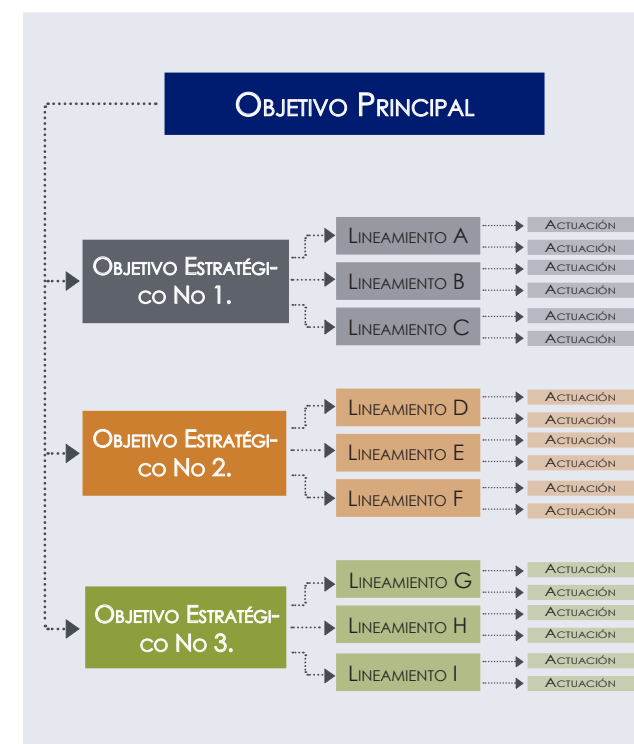 Objetivo Principal
Objetivo Estratégi-
co No 1.
Lineamiento A
Actuación
Actuación
Lineamiento B
Actuación
Actuación
Lineamiento C
Actuación
Actuación
Objetivo Estratégi-
co No 2.
Lineamiento D
Actuación
Actuación
Lineamiento E
Actuación
Actuación
Lineamiento F
Actuación
Actuación
Objetivo Estratégi-
co No 3.
Lineamiento G
Actuación
Actuación
Lineamiento H
Actuación
Actuación
Lineamiento I
Actuación
Actuación